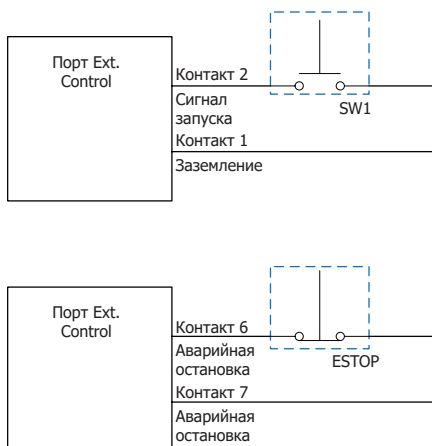 Порт Ext.
Control
Контакт 2
Сигнал
запуска
SW1
Контакт 1
Заземление
Порт Ext.
Control
Контакт 6
Аварийная
остановка
ESTOP
Контакт 7
Аварийная
остановка